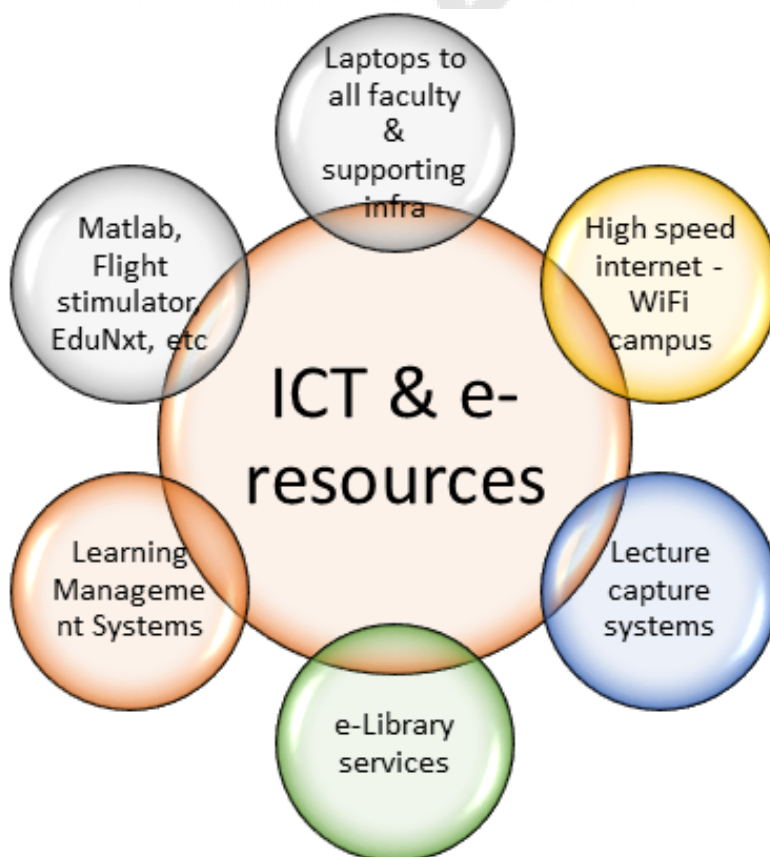 Laptops to
all faculty
&
supporting
infra
High speed
internet -
WiFi
campus
Lecture
capture
systems
e-Library
services
Learning
Manageme
nt Systems
Matlab,
Flight
stimulator,
EduNxt, etc
ICT & e-
resources